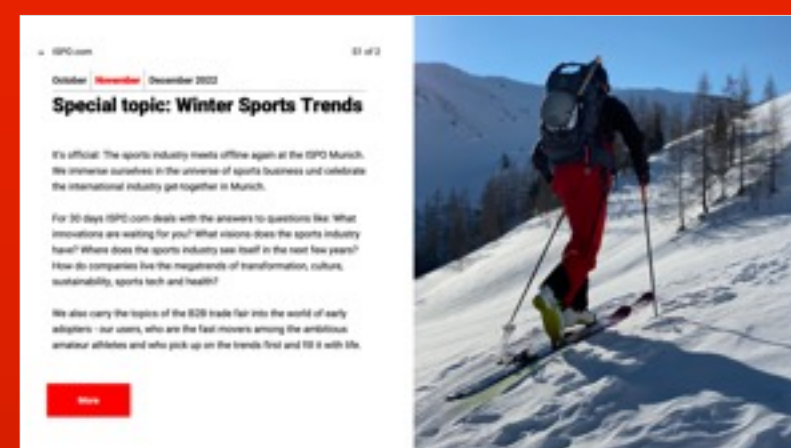 ISPO.com
S1 of 2
October November December 2022
Special topic: Winter Sports Trends
It's official: The sports industry meets offline again at the ISPO Munich.
We immerse ourselves in the universe of sports business und celebrate
the international industry get-together in Munich.
For 30 days ISPO.com deals with the answers to questions like: What
innovations are waiting for you? What visions does the sports industry
have? Where does the sports industry see itself in the next few years?
How do companies live the megatrends of transformation, culture,
sustainability, sports tech and health?
We also carry the topics of the B2B trade fair into the world of early
adopters - our users, who are the fast movers among the ambitious
amateur athletes and who pick up on the trends first and fill it with life.
More